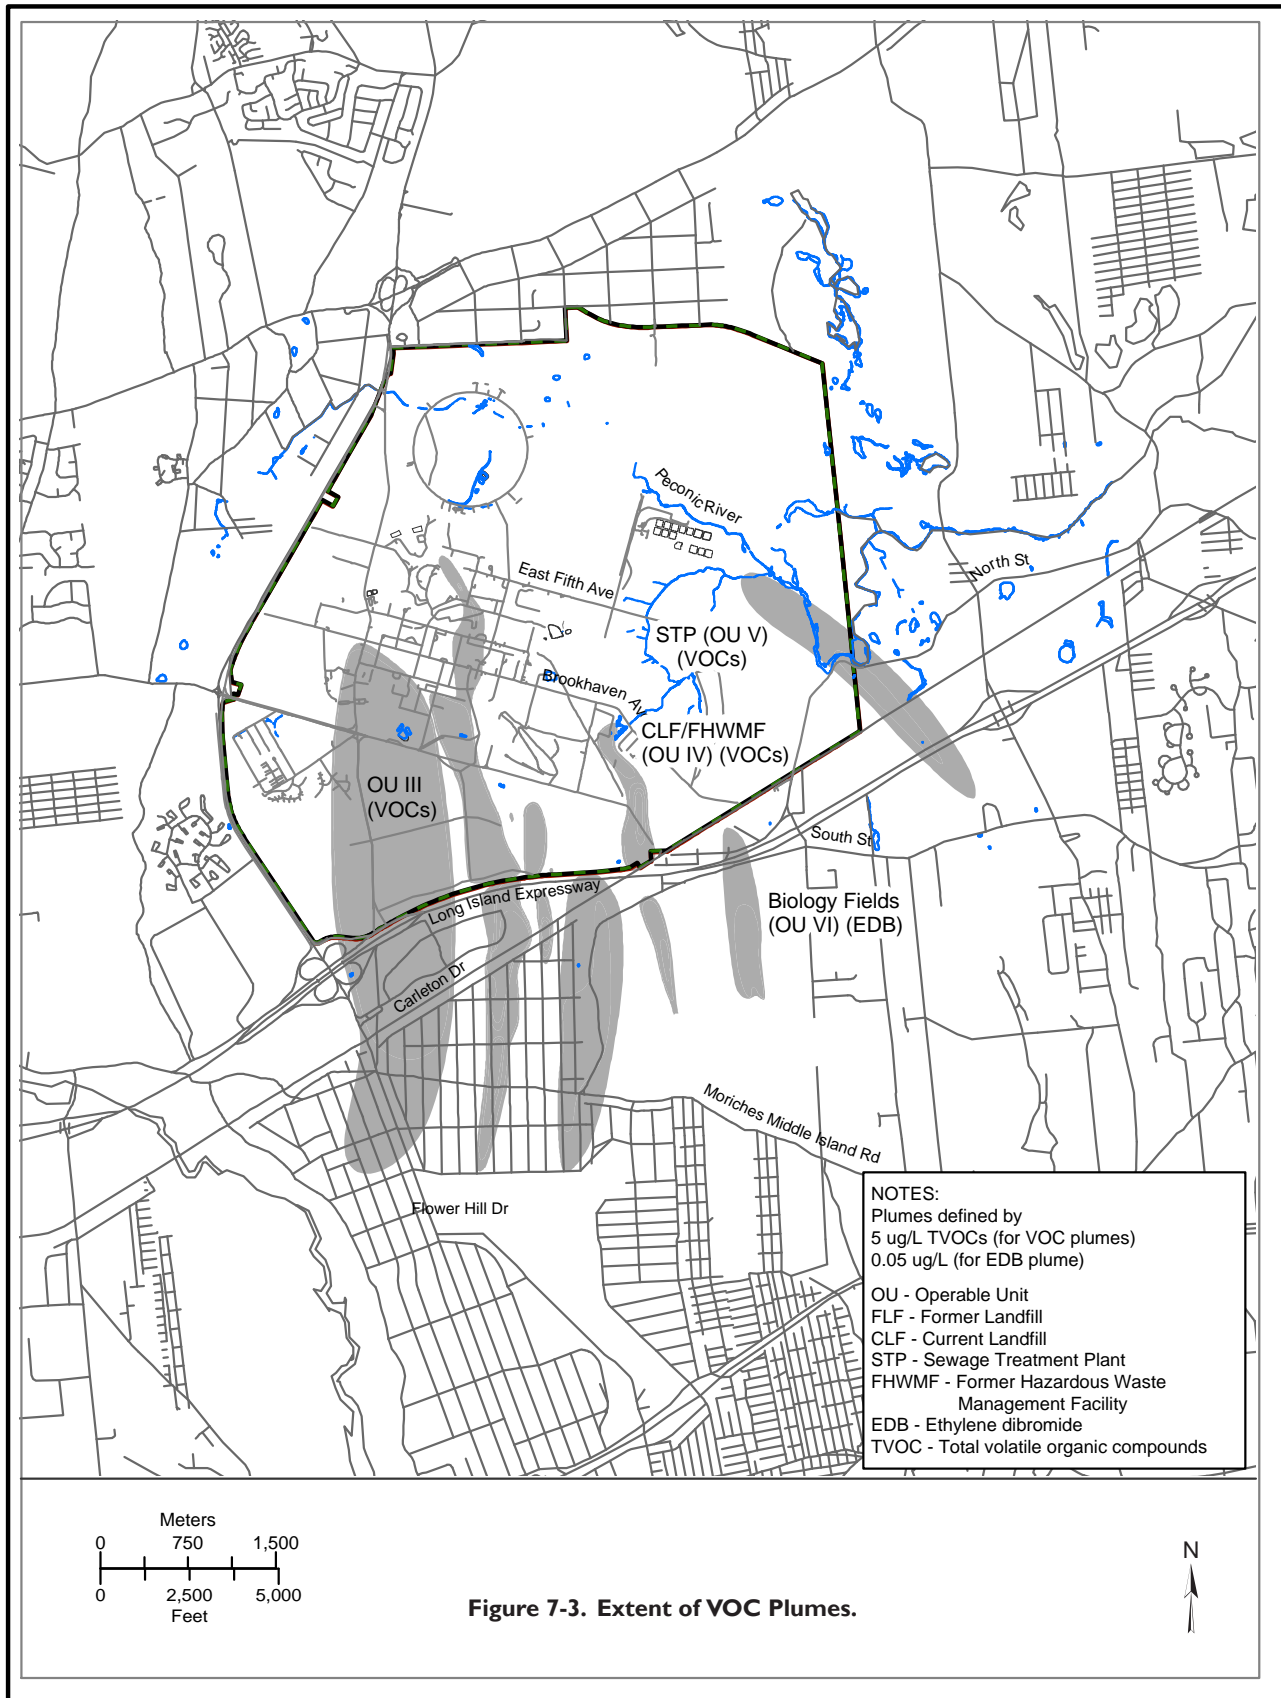 Peconic River
North St
East Fifth Ave
STP (OU V)
(VOCs)
Brookhaven Av
CLF/FHWMF
(OU IV) (VOCs)
OU III
(VOCs)
South St
Long Island Expressway
Biology Fields
(OU VI) (EDB)
Carleton Dr
Moriches Middle Island Rd
Flower Hill Dr
NOTES:
Plumes defined by
5 ug/L TVOCs (for VOC plumes)
0.05 ug/L (for EDB plume)
OU - Operable Unit
FLF - Former Landfill
CLF - Current Landfill
STP - Sewage Treatment Plant
FHWMF - Former Hazardous Waste
Management Facility
EDB - Ethylene dibromide
TVOC - Total volatile organic compounds
Meters
0 750 1,500
0 2,500 5,000
Feet
N
Figure 7-3. Extent of VOC Plumes.